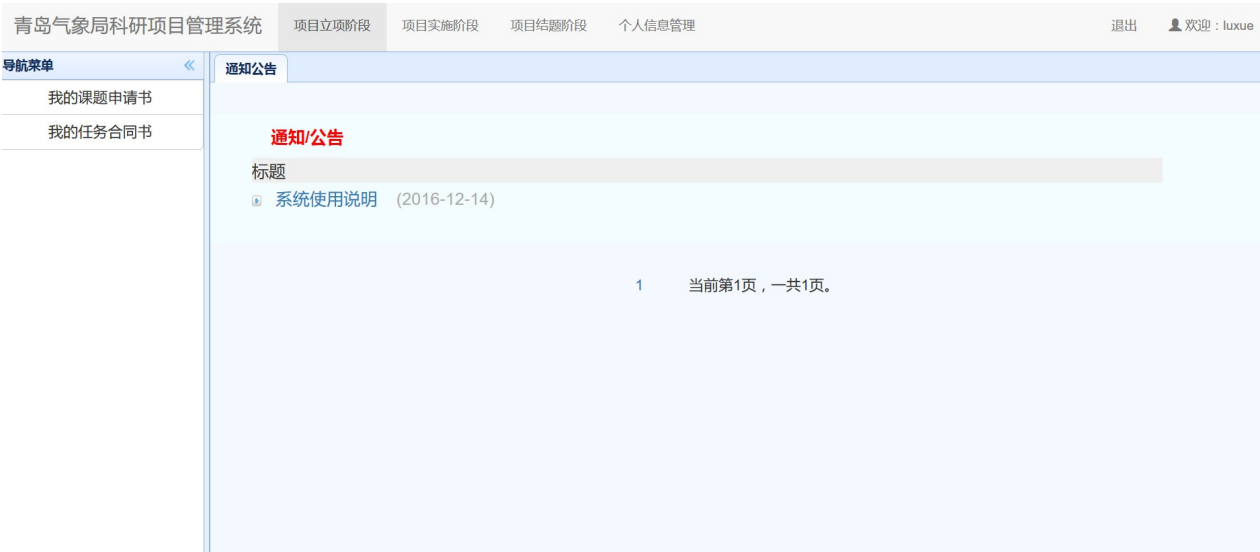 青岛气象局科研项目管理系统 项目立项阶段 项目实施阶段 项目结题阶段 个人信息管理 退出 欢迎：luxue
导航菜单
我的课题申请书
我的任务合同书
通知公告
通知/公告
标题
系统使用说明 (2016-12-14)
1 当前第1页，一共1页。